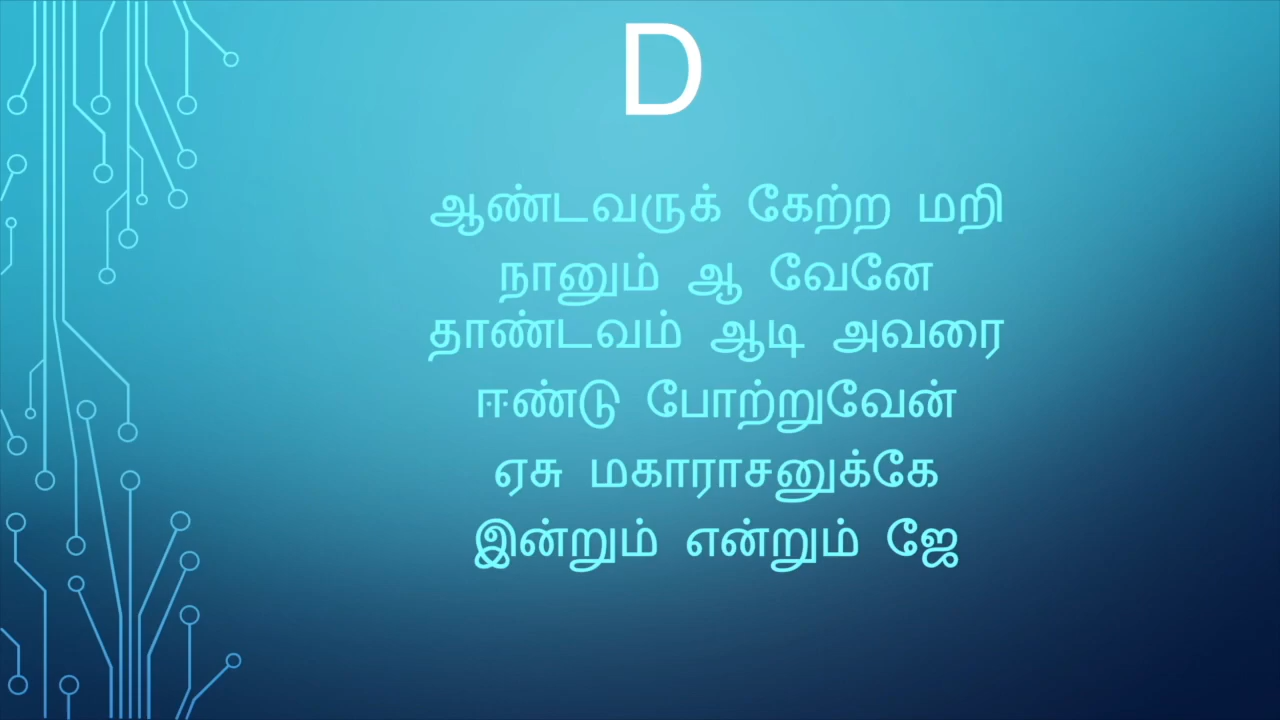 D
ஆண்டவருக் கேற்ற மறி
நானும் ஆ வேனே
தாண்டவம் ஆடி அவரை
ஈண்டு போற்றுவேன்
ஏசு மகாராசனுக்கே
இன்றும் என்றும் ஜே